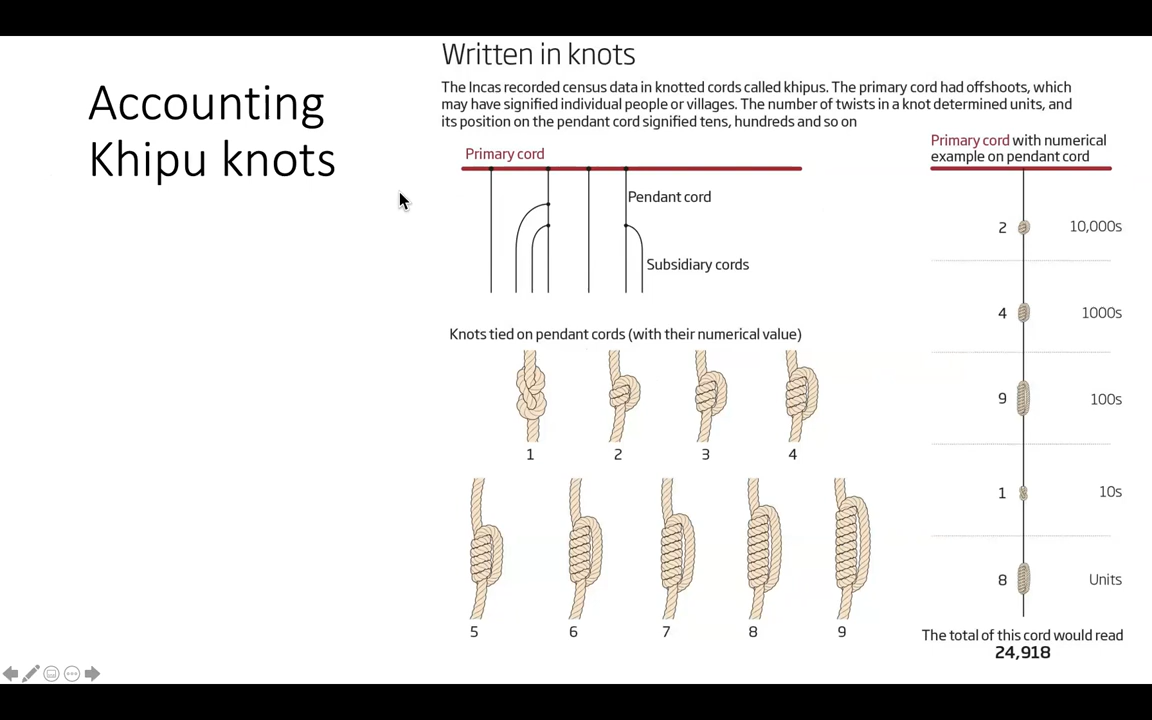 Accounting
Khipu knots
Written in knots
The Incas recorded census data in knotted cords called khipus. The primary cord had offshoots, which
may have signified individual people or villages. The number of twists in a knot determined units, and
its position on the pendant cord signified tens, hundreds and so on
Primary cord
Pendant cord
Subsidiary cords
Knots tied on pendant cords (with their numerical value)
1 2 3 4
5 6 7 8 9
Primary cord with numerical
example on pendant cord
2 10,000s
4 1000s
9 100s
1 10s
8 Units
The total of this cord would read
24,918